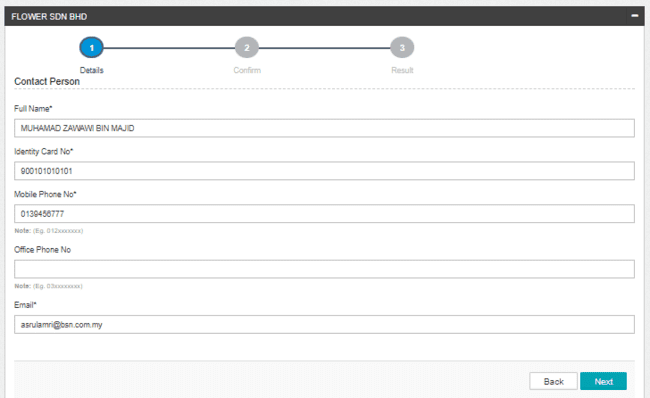 FLOWER SDN BHD
1 2 3
Details Confirm Result
Contact Person
Full Name*
MUHAMAD ZAWAWI BIN MAJID
Identity Card No*
900101010101
Mobile Phone No*
0139456777
Note: (Eg. 012xxxxxxx)
Office Phone No
Note: (Eg. 03xxxxxxxx)
Email*
asrulamri@bsn.com.my
Back Next